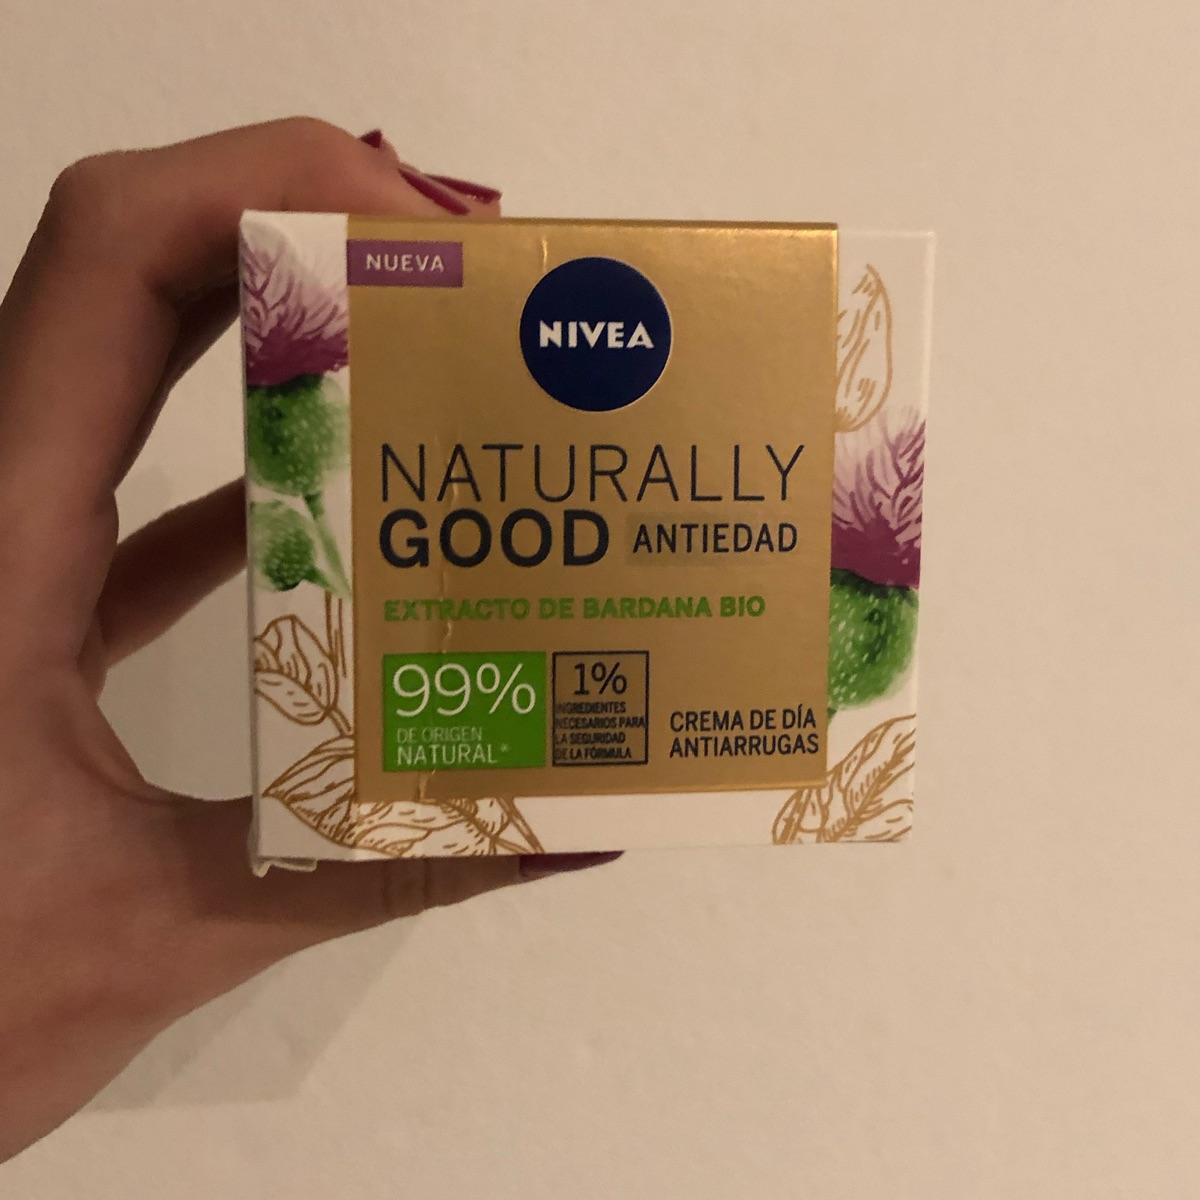 NUEVA
NIVEA
NATURALLY
GOOD ANTIEDAD
EXTRACTO DE BARDANA BIO
99%
DE ORIGEN
NATURAL*
1%
INGREDIENTES
NECESARIOS PARA
LA SEGURIDAD
DE LA FÓRMULA
CREMA DE DÍA
ANTIARRUGAS